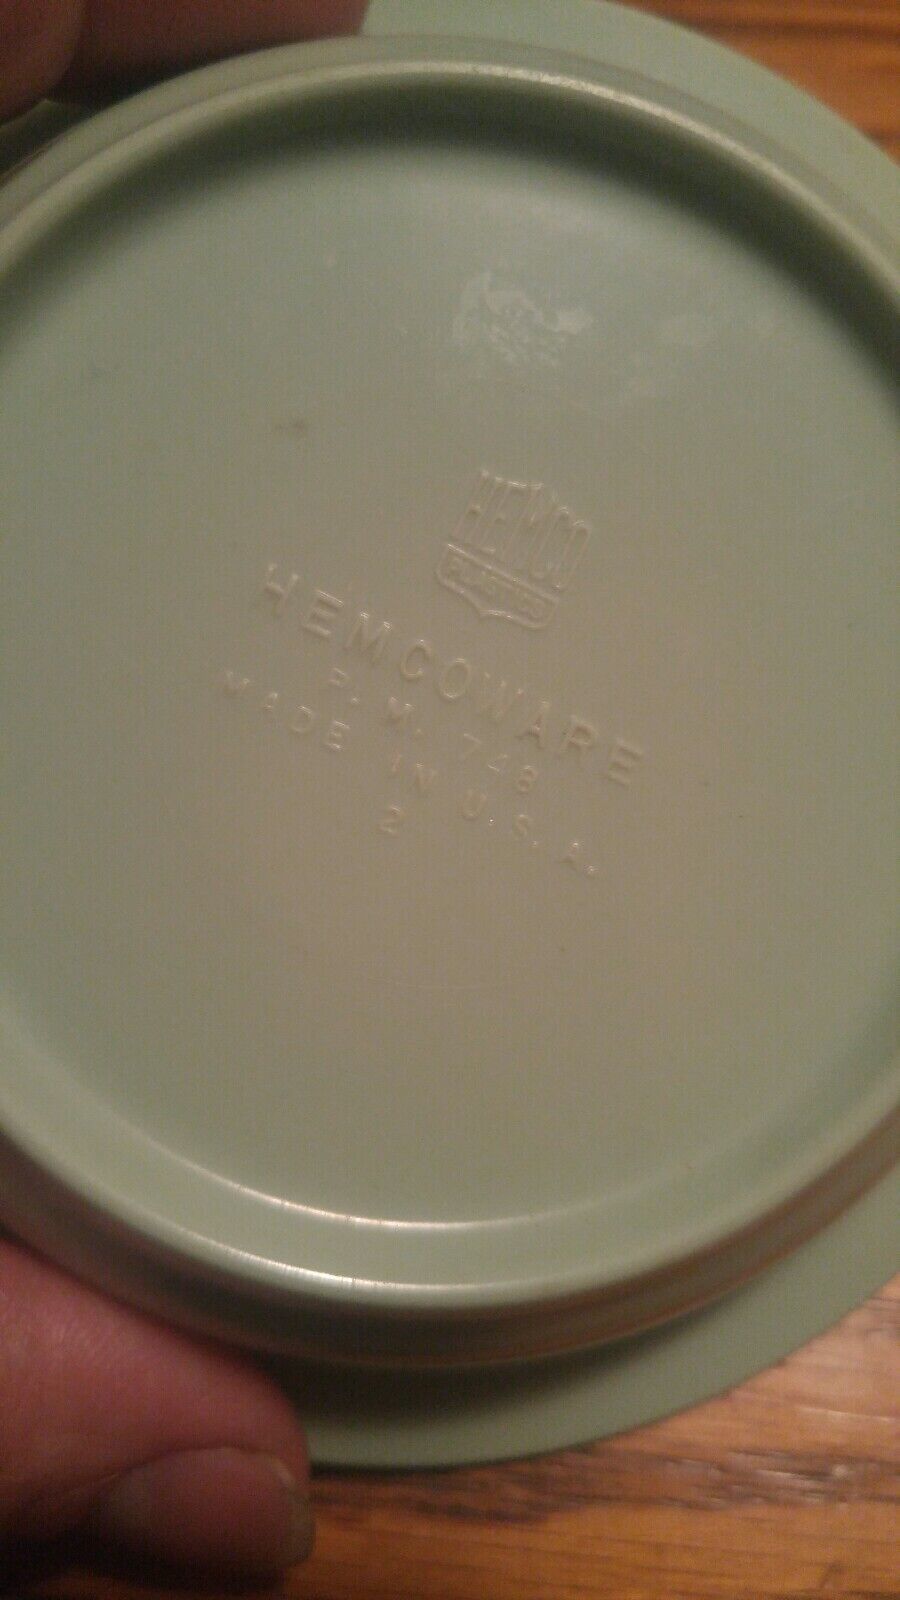 HEMCO
PLASTICS
HEMCOWARE
P. M. 748
MADE IN U.S.A.
2